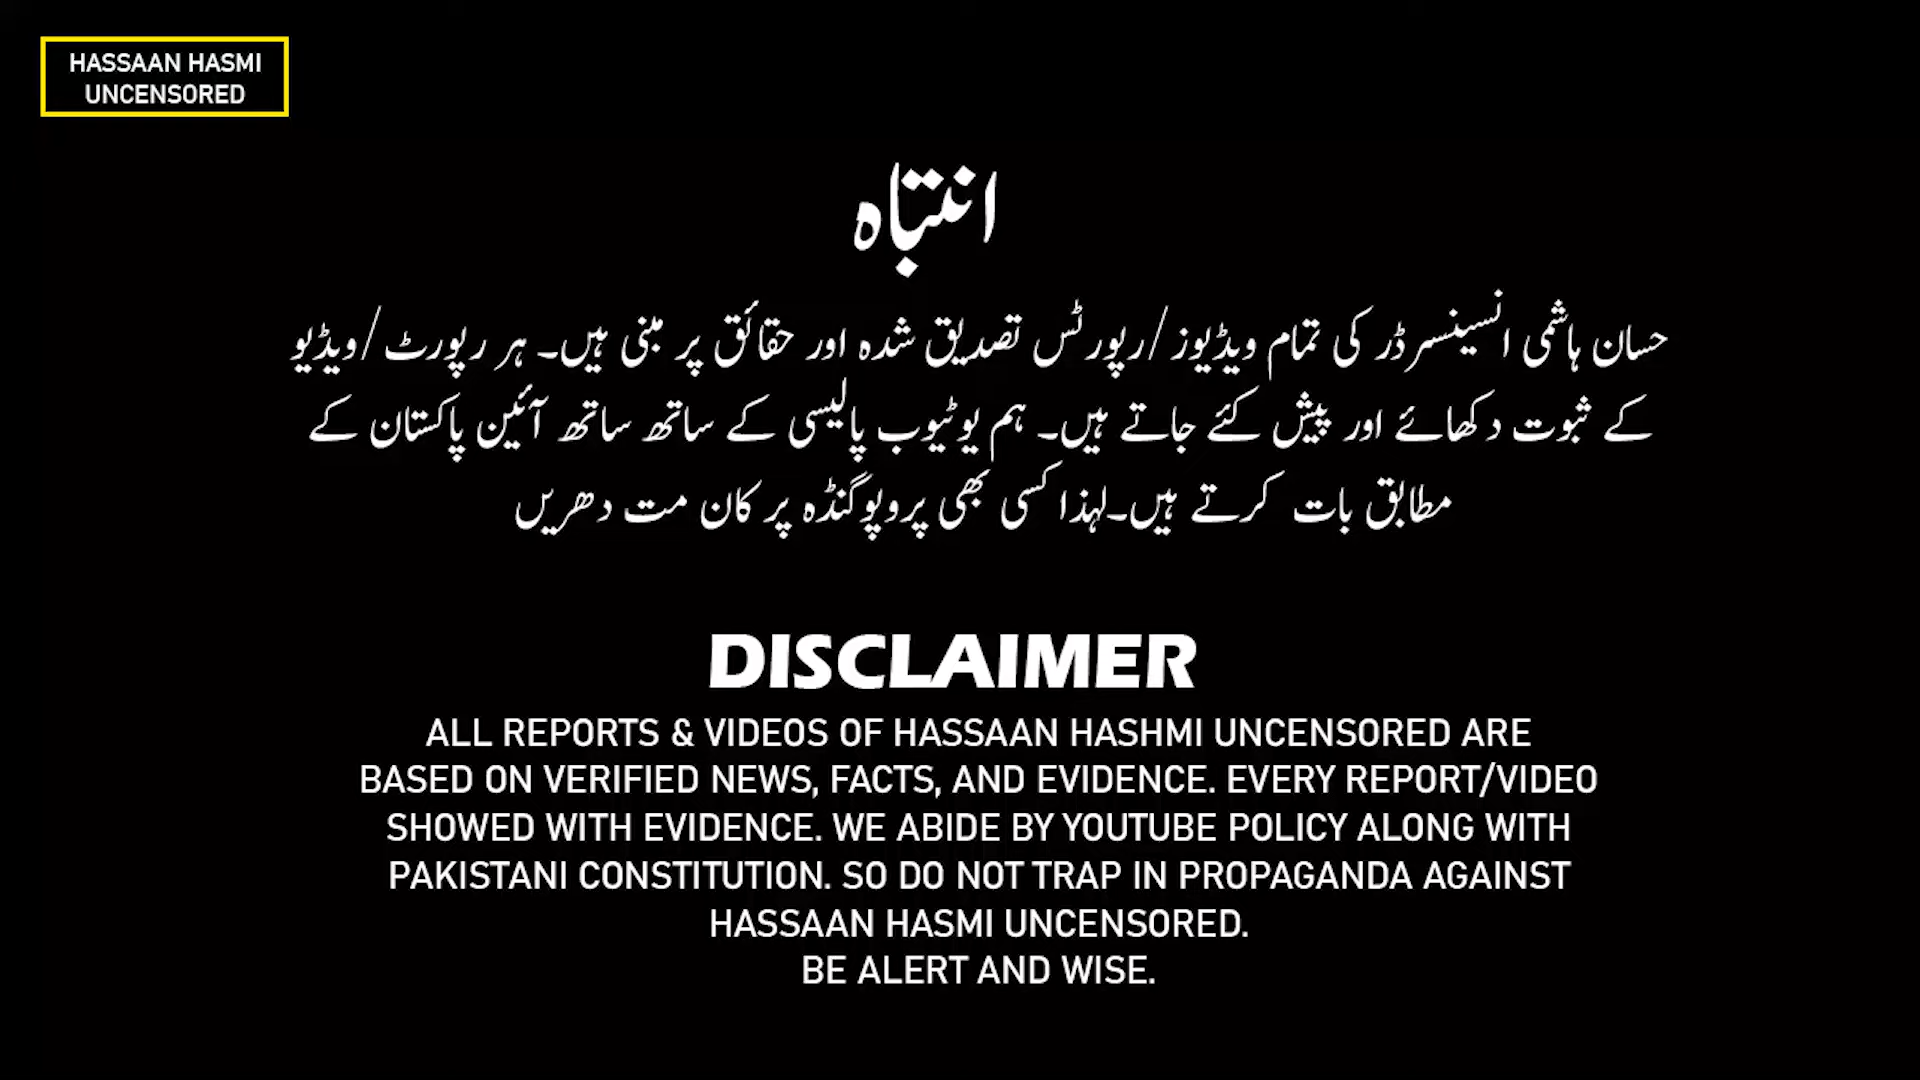 HASSAAN HASMI
UNCENSORED
انتباہ
حسان ہاشمی انسینسرڈر کی تمام ویڈیوز/رپورٹس تصدیق شدہ اور حقائق پر مبنی ہیں۔ ہر رپورٹ/ویڈیو
کے ثبوت دکھائے اور پیش کئے جاتے ہیں۔ ہم یوٹیوب پالیسی کے ساتھ ساتھ آئین پاکستان کے
مطابق بات کرتے ہیں۔لہذا کسی بھی پروپوگنڈہ پر کان مت دھریں
DISCLAIMER
ALL REPORTS & VIDEOS OF HASSAAN HASHMI UNCENSORED ARE
BASED ON VERIFIED NEWS, FACTS, AND EVIDENCE. EVERY REPORT/VIDEO
SHOWED WITH EVIDENCE. WE ABIDE BY YOUTUBE POLICY ALONG WITH
PAKISTANI CONSTITUTION. SO DO NOT TRAP IN PROPAGANDA AGAINST
HASSAAN HASMI UNCENSORED.
BE ALERT AND WISE.